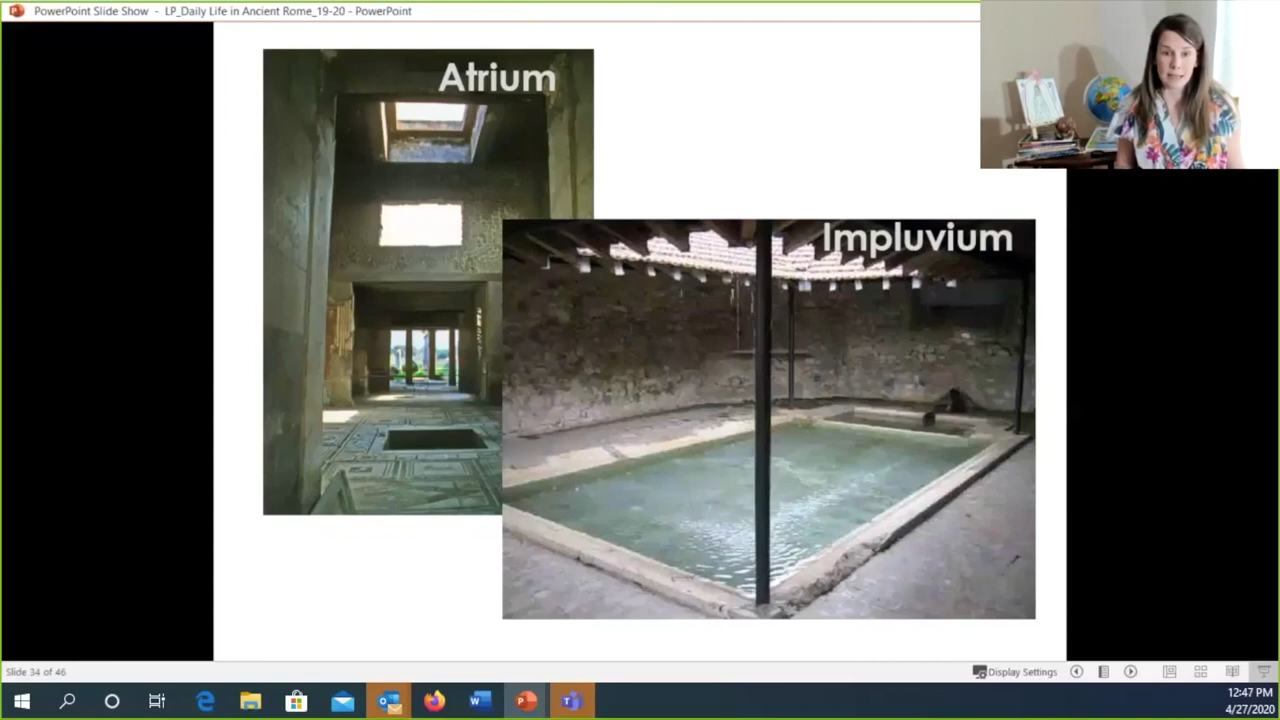 PowerPoint Slide Show - LP_Daily Life in Ancient Rome_19-20 - PowerPoint
Atrium
Impluvium
Slide 34 of 46
Display Settings
12:47 PM
4/27/2020